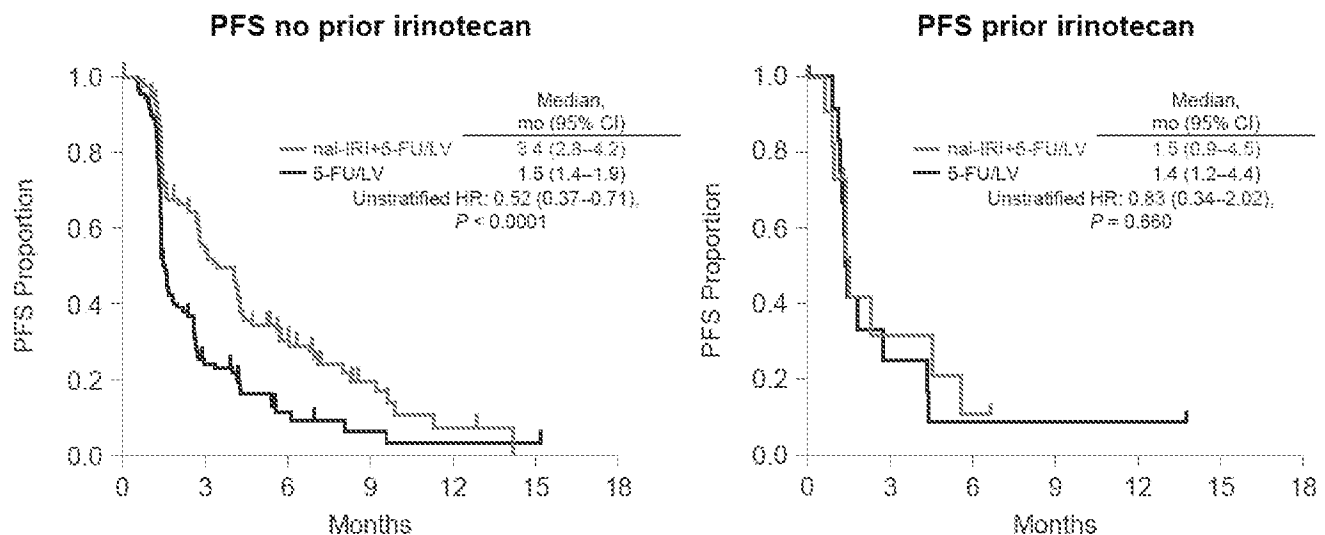 PFS no prior irinotecan
Median,
mo (95% CI)
nal-IRI+5-FU/LV 3.4 (2.8–4.2)
5-FU/LV 1.5 (1.4–1.9)
Unstratified HR: 0.52 (0.37–0.71),
P < 0.0001
PFS Proportion
1.0
0.8
0.6
0.4
0.2
0.0
0 3 6 9 12 15 18
Months
PFS prior irinotecan
Median,
mo (95% CI)
nal-IRI+5-FU/LV 1.5 (0.9–4.5)
5-FU/LV 1.4 (1.2–4.4)
Unstratified HR: 0.83 (0.34–2.02),
P = 0.660
PFS Proportion
1.0
0.8
0.6
0.4
0.2
0.0
0 3 6 9 12 15 18
Months